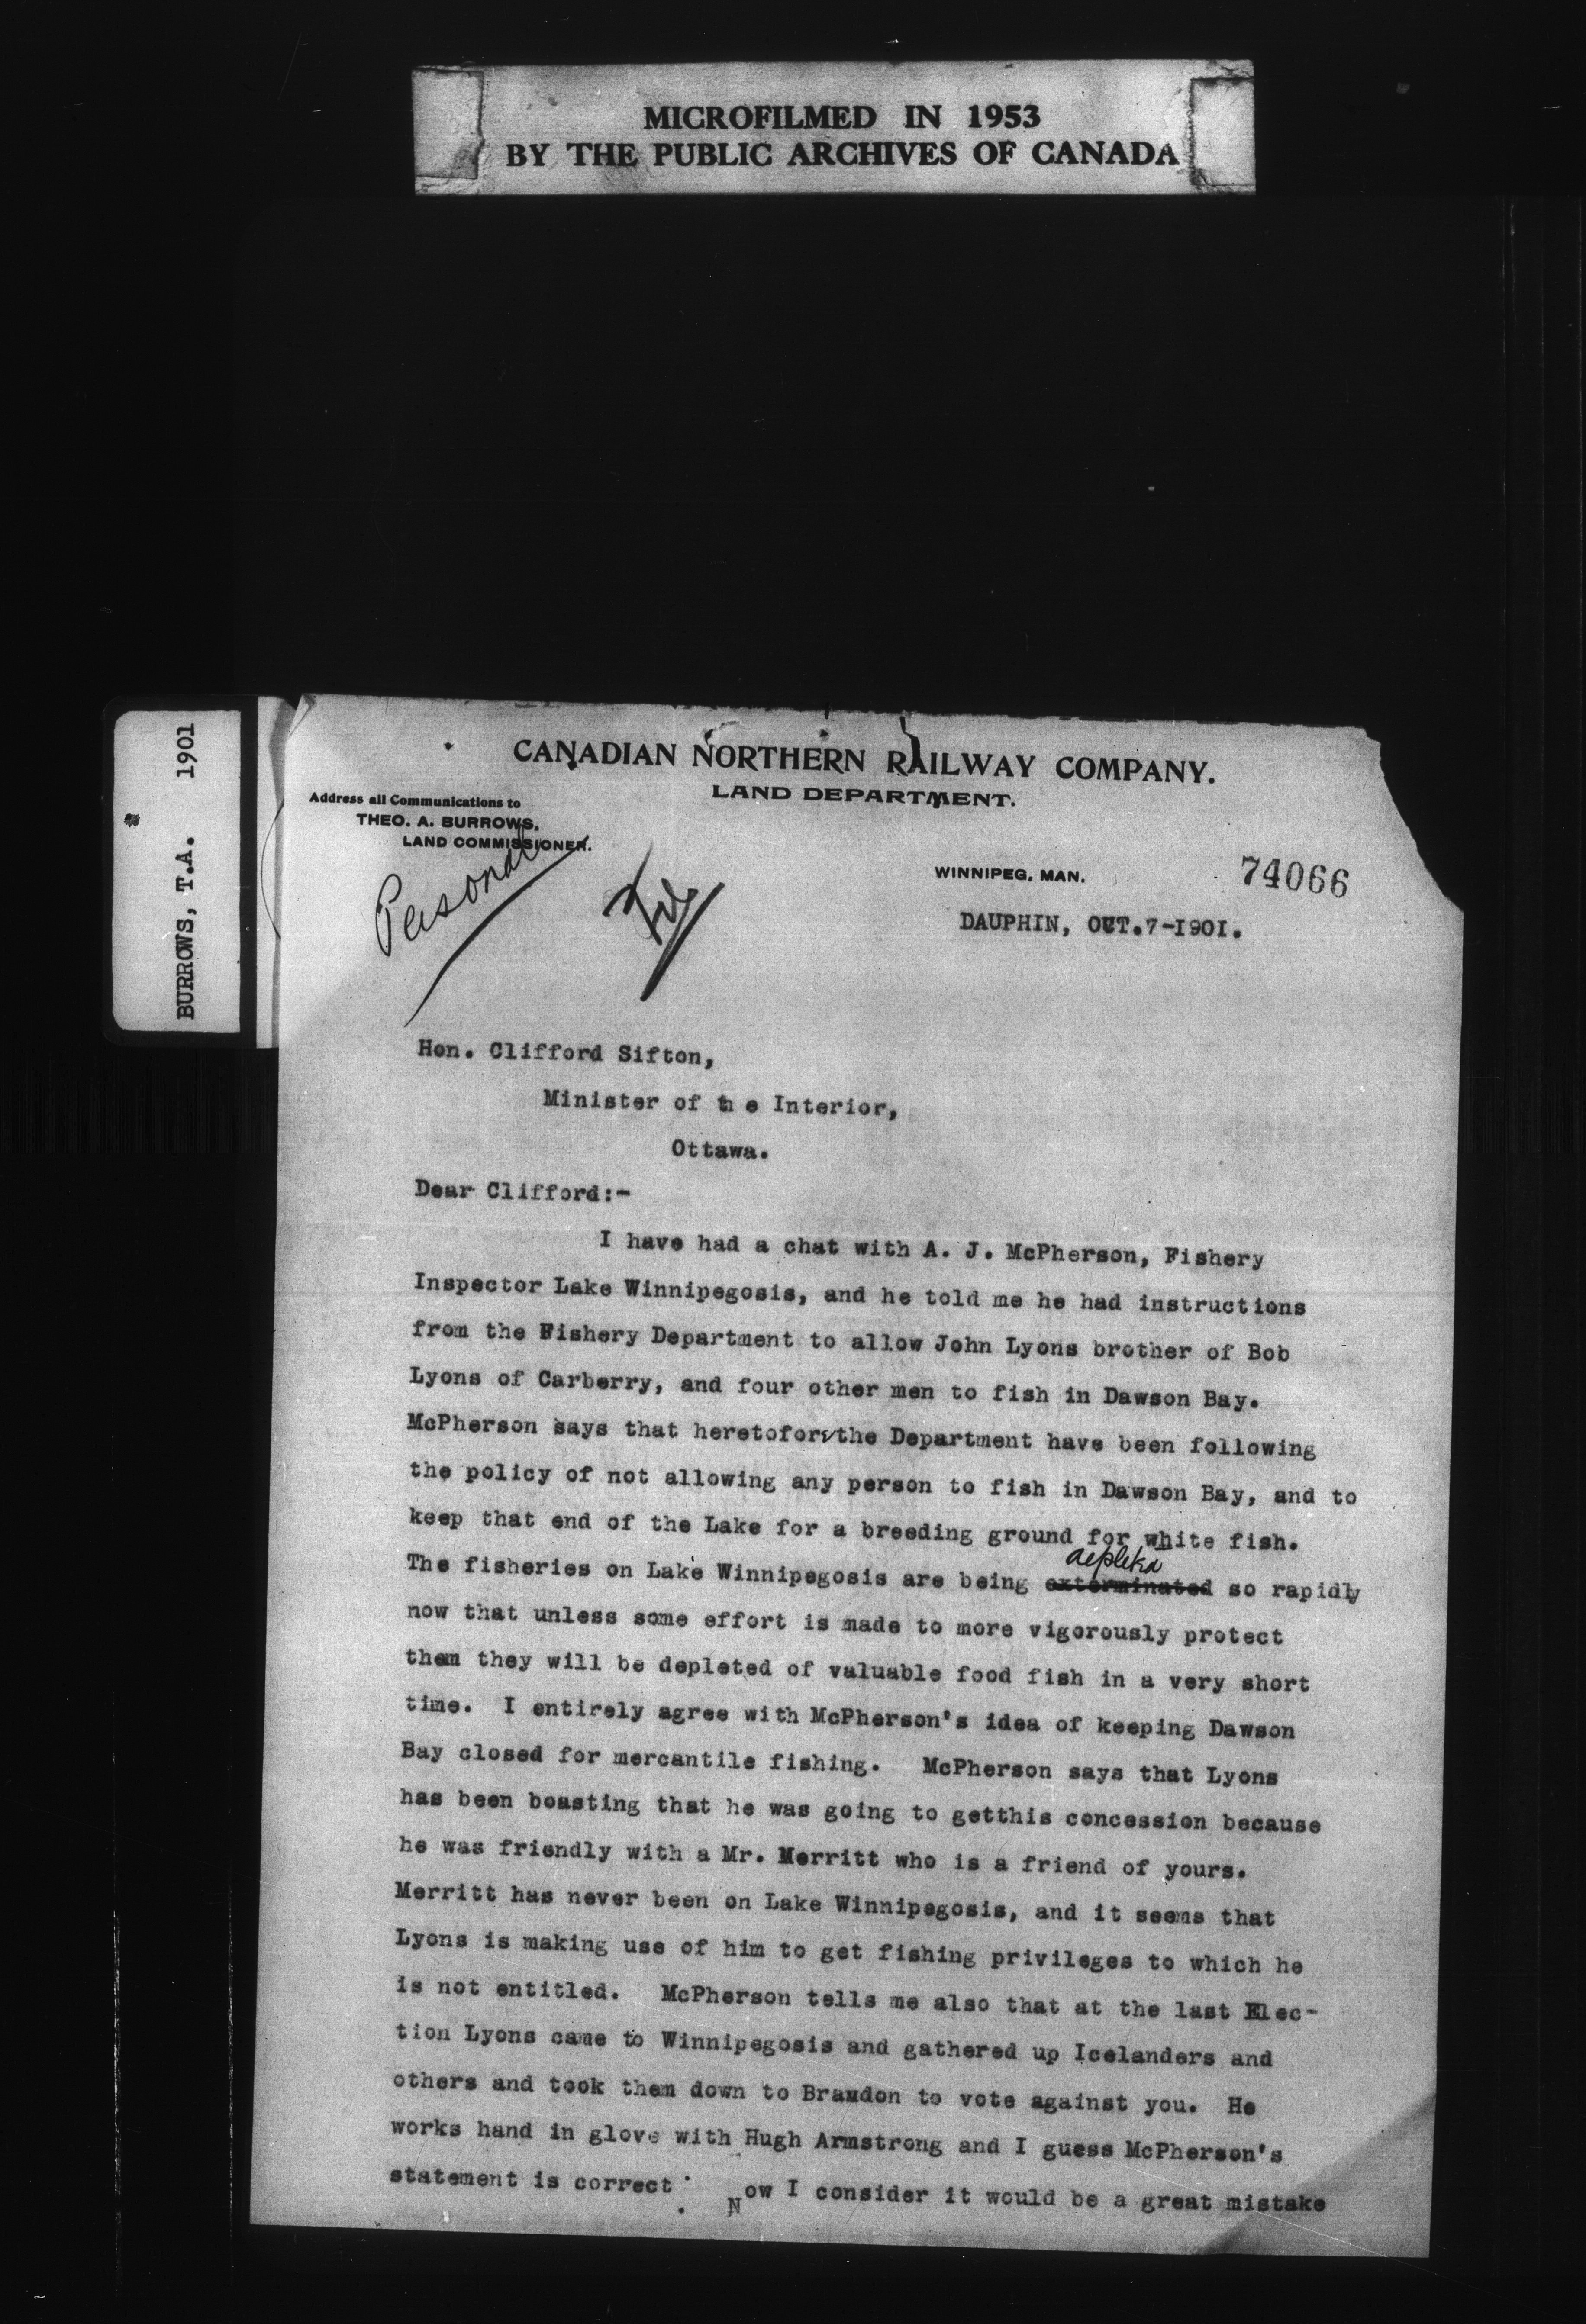 MICROFILMED IN 1953
BY THE PUBLIC ARCHIVES OF CANADA
BURROWS, T.A. 1901
CANADIAN NORTHERN RAILWAY COMPANY.
LAND DEPARTMENT.
Address all Communications to
THEO. A. BURROWS,
LAND COMMISSIONER.
Personal
WINNIPEG, MAN.
74066
DAUPHIN, OCT.7-1901.
Hon. Clifford Sifton,
Minister of the Interior,
Ottawa.
Dear Clifford:-
I have had a chat with A. J. McPherson, Fishery
Inspector Lake Winnipegosis, and he told me he had instructions
from the Fishery Department to allow John Lyons brother of Bob
Lyons of Carberry, and four other men to fish in Dawson Bay.
McPherson says that heretofore the Department have been following
the policy of not allowing any person to fish in Dawson Bay, and to
keep that end of the Lake for a breeding ground for white fish.
depleted
The fisheries on Lake Winnipegosis are being exterminated so rapidly
now that unless some effort is made to more vigorously protect
them they will be depleted of valuable food fish in a very short
time. I entirely agree with McPherson's idea of keeping Dawson
Bay closed for mercantile fishing. McPherson says that Lyons
has been boasting that he was going to getthis concession because
he was friendly with a Mr. Merritt who is a friend of yours.
Merritt has never been on Lake Winnipegosis, and it seems that
Lyons is making use of him to get fishing privileges to which he
is not entitled. McPherson tells me also that at the last Elec-
tion Lyons came to Winnipegosis and gathered up Icelanders and
others and took them down to Brandon to vote against you. He
works hand in glove with Hugh Armstrong and I guess McPherson's
statement is correct. Now I consider it would be a great mistake